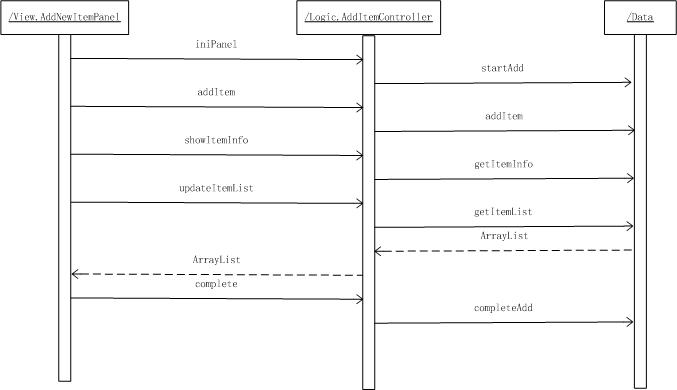 /View.AddNewItemPanel
/Logic.AddItemController
/Data
iniPanel
startAdd
addItem
addItem
showItemInfo
getItemInfo
updateItemList
getItemList
ArrayList
ArrayList
complete
completeAdd